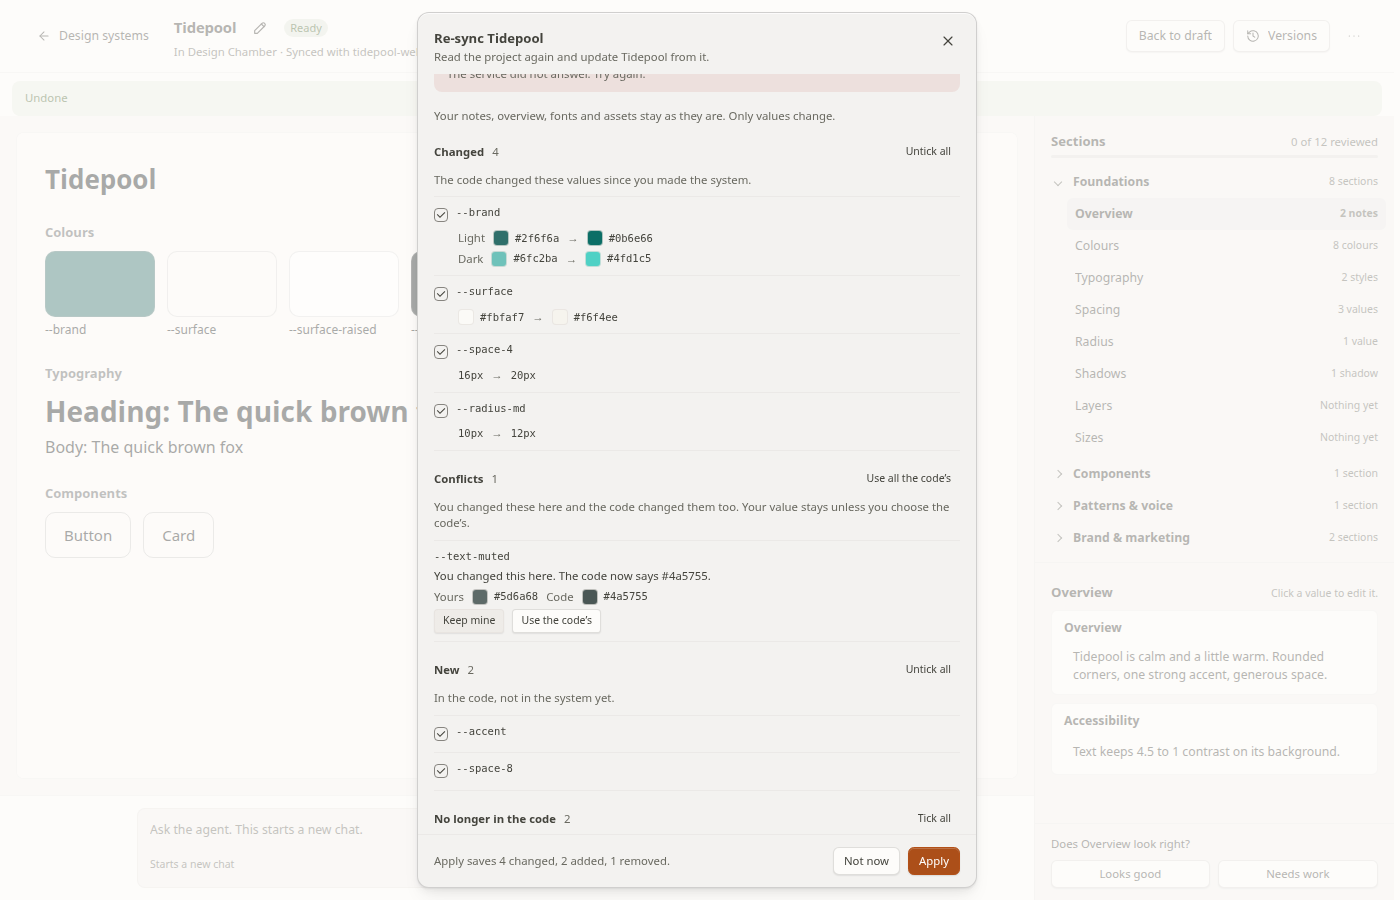 Design systems
Tidepool
Ready
In Design Chamber · Synced with tidepool-we
Back to draft
Versions
Undone
Re-sync Tidepool
Read the project again and update Tidepool from it.
The service did not answer. Try again.
Your notes, overview, fonts and assets stay as they are. Only values change.
Changed 4
Untick all
The code changed these values since you made the system.
--brand
Light #2f6f6a → #0b6e66
Dark #6fc2ba → #4fd1c5
--surface
#fbfaf7 → #f6f4ee
--space-4
16px → 20px
--radius-md
10px → 12px
Conflicts 1
Use all the code’s
You changed these here and the code changed them too. Your value stays unless you choose the
code’s.
--text-muted
You changed this here. The code now says #4a5755.
Yours #5d6a68 Code #4a5755
Keep mine
Use the code’s
New 2
Untick all
In the code, not in the system yet.
--accent
--space-8
No longer in the code 2
Tick all
Apply saves 4 changed, 2 added, 1 removed.
Not now
Apply
Tidepool
Colours
--brand
--surface
--surface-raised
Typography
Heading: The quick brown
Body: The quick brown fox
Components
Button
Card
Ask the agent. This starts a new chat.
Starts a new chat
Sections
0 of 12 reviewed
Foundations
8 sections
Overview
2 notes
Colours
8 colours
Typography
2 styles
Spacing
3 values
Radius
1 value
Shadows
1 shadow
Layers
Nothing yet
Sizes
Nothing yet
Components
1 section
Patterns & voice
1 section
Brand & marketing
2 sections
Overview
Click a value to edit it.
Overview
Tidepool is calm and a little warm. Rounded
corners, one strong accent, generous space.
Accessibility
Text keeps 4.5 to 1 contrast on its background.
Does Overview look right?
Looks good
Needs work